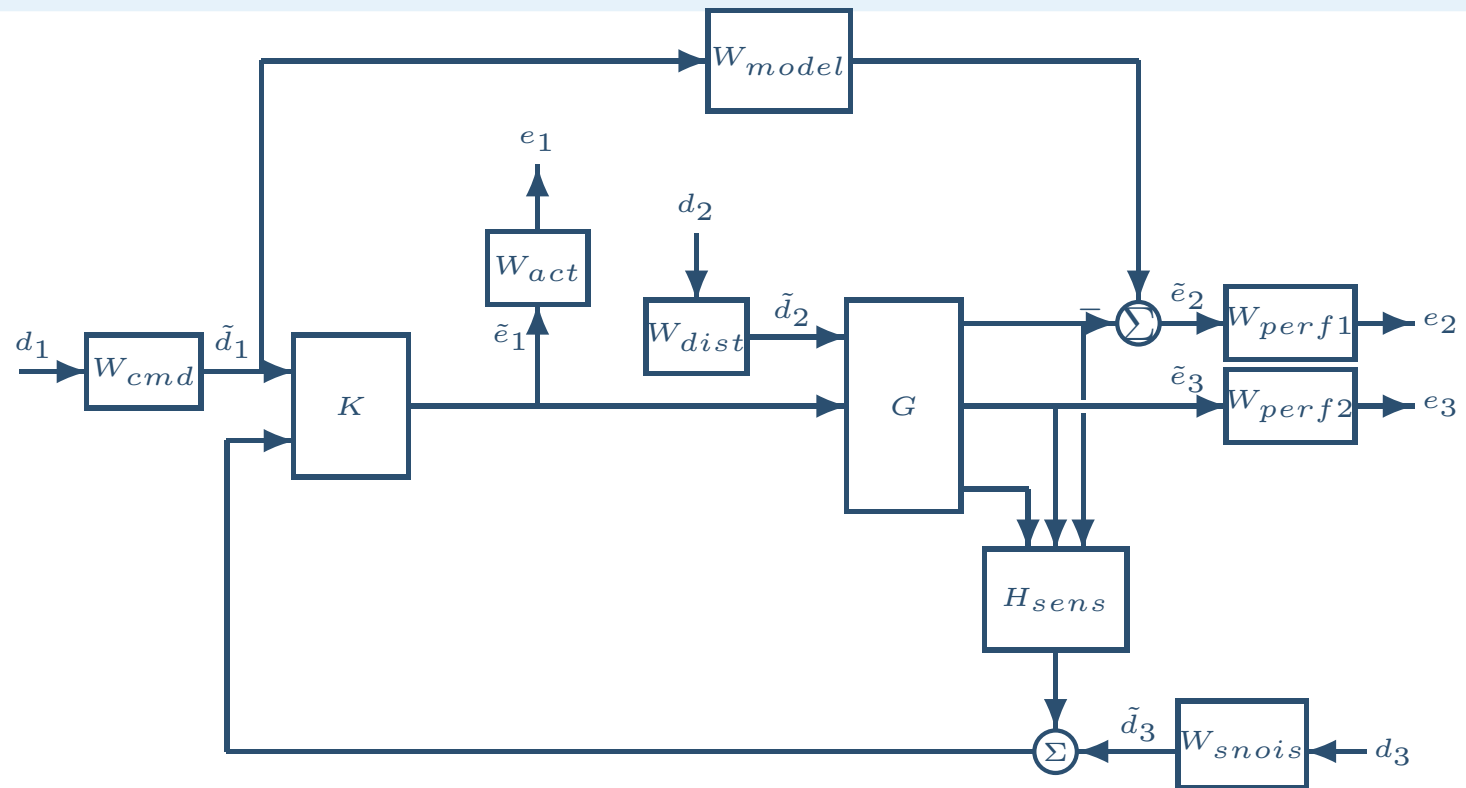 W_model
e_1
d_2
W_act
d̃_2
−
ẽ_2
d_1
d̃_1
ẽ_1
W_dist
Σ
W_perf1
e_2
W_cmd
K
G
ẽ_3
W_perf2
e_3
H_sens
d̃_3
Σ
W_snois
d_3